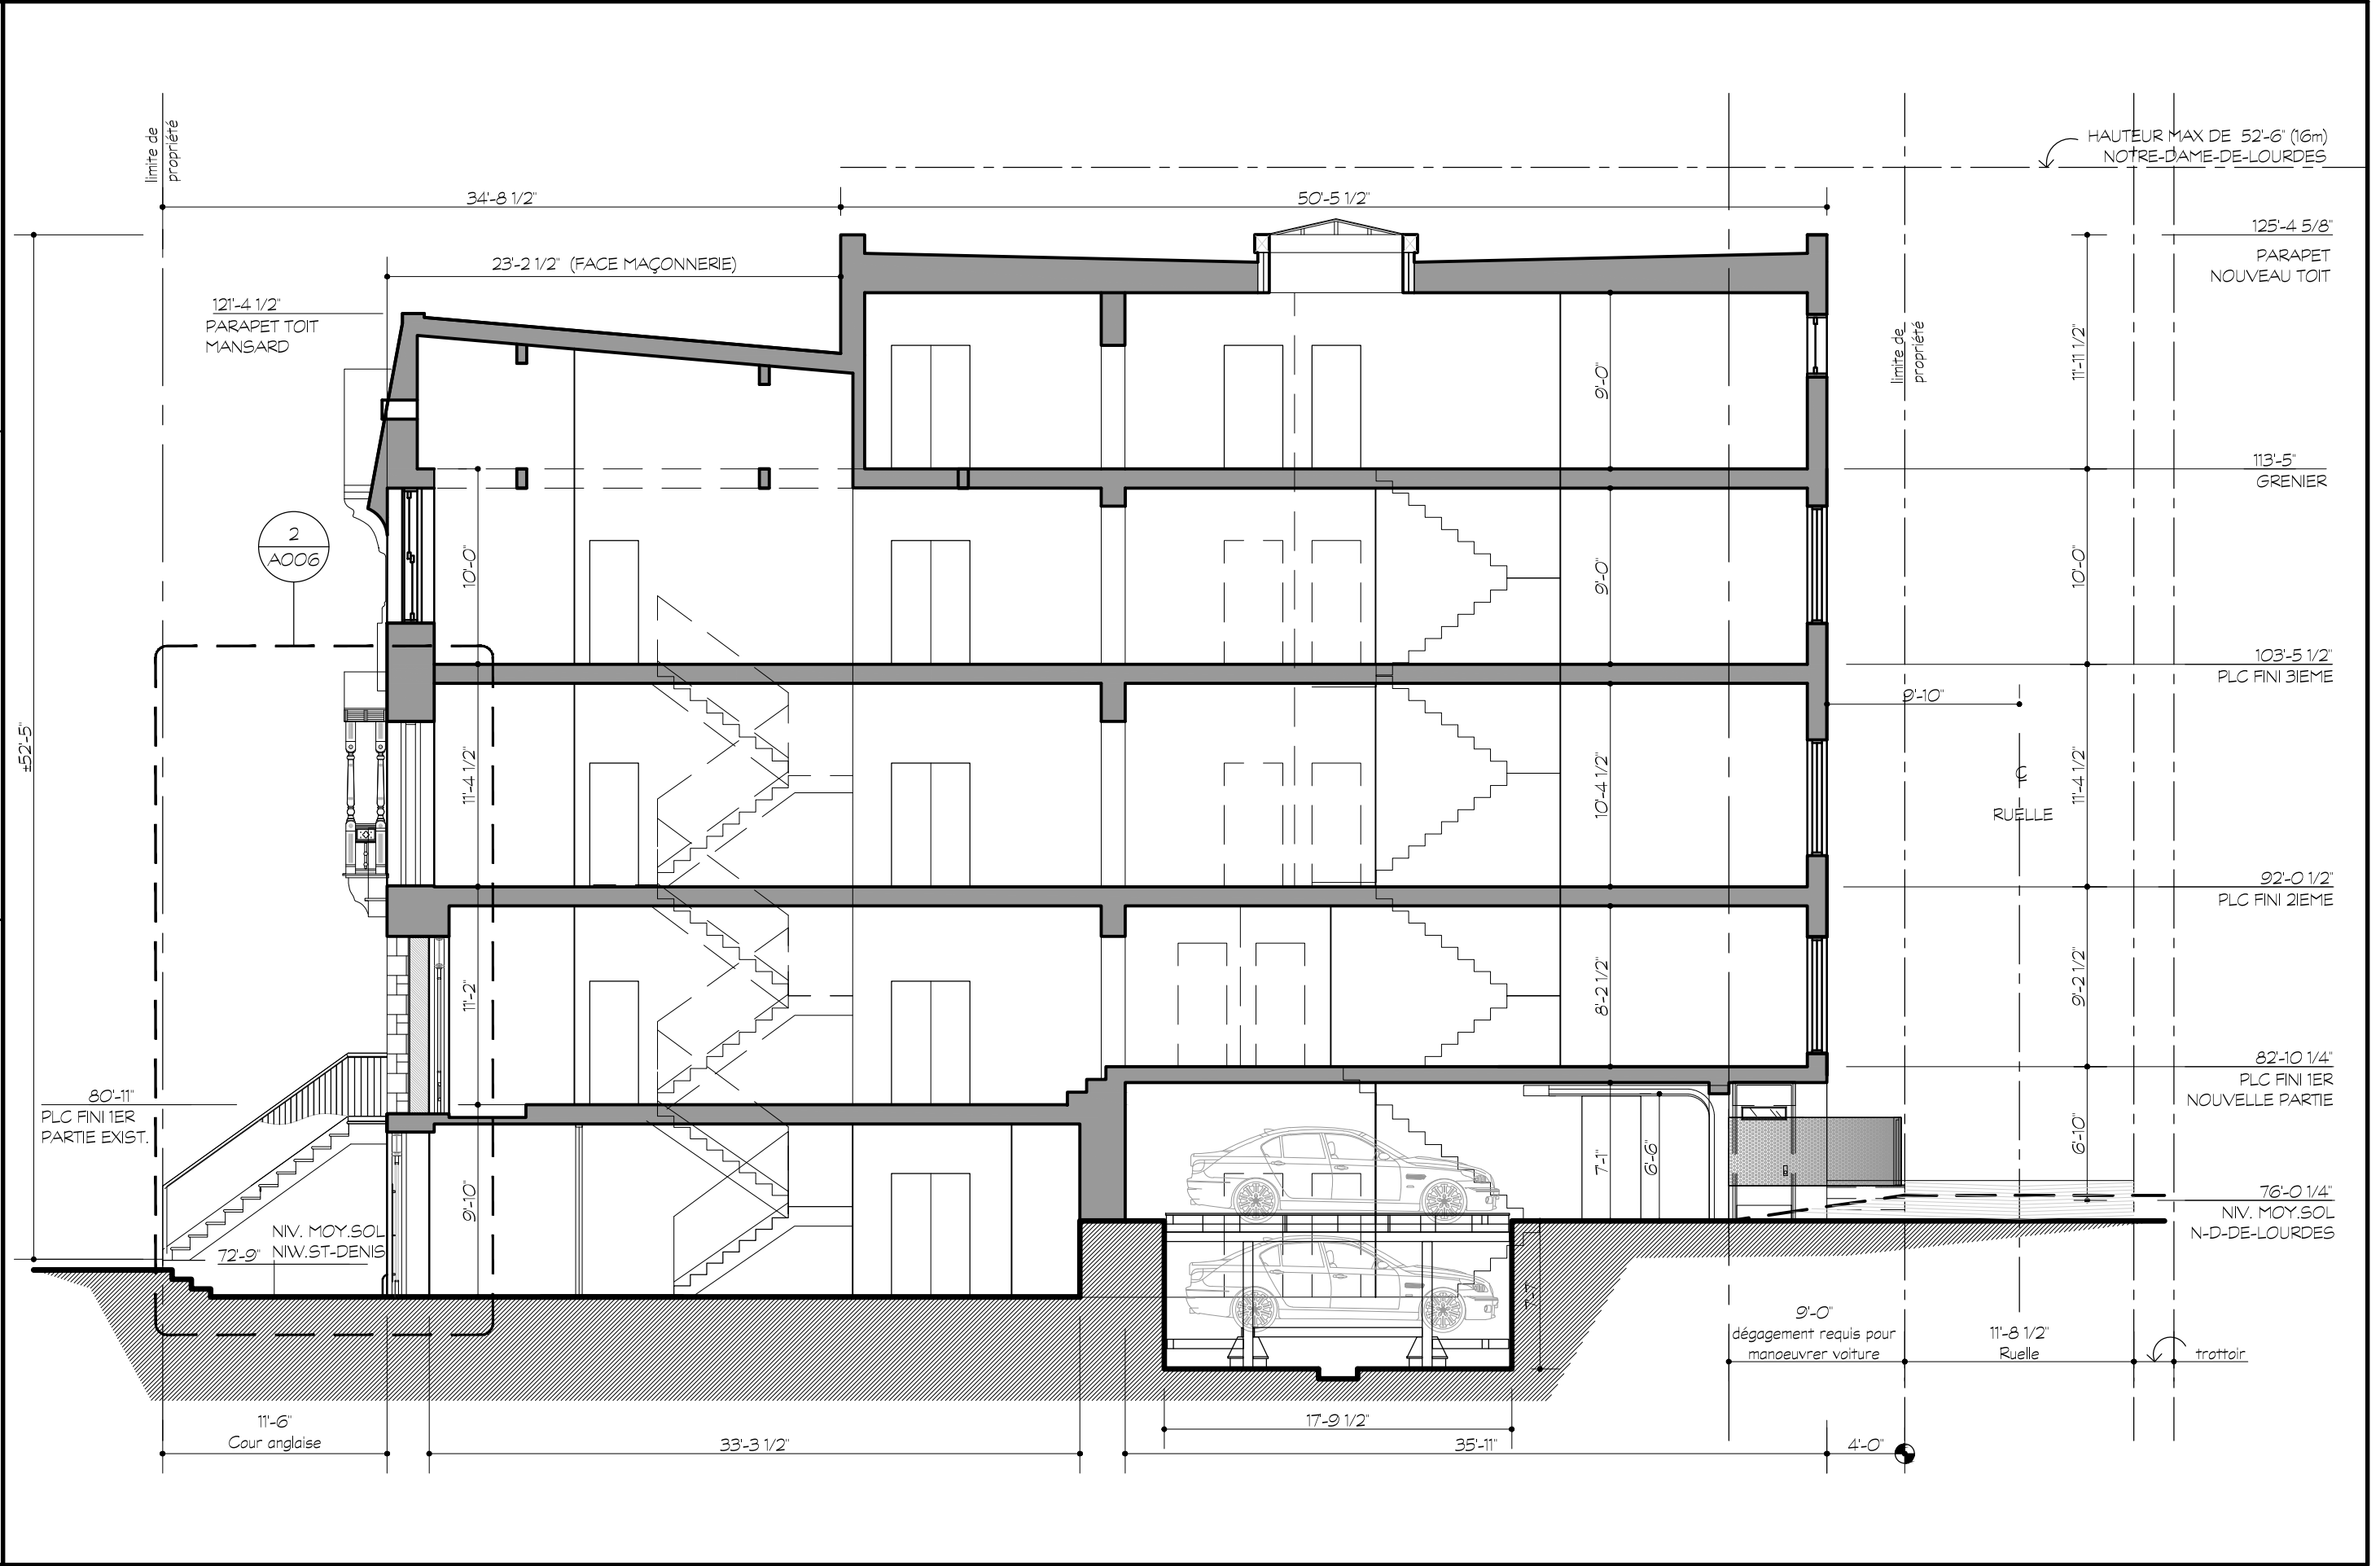 limite de
propriété
HAUTEUR MAX DE 52'-6" (16m)
NOTRE-DAME-DE-LOURDES
34'-8 1/2"
50'-5 1/2"
125'-4 5/8"
PARAPET
NOUVEAU TOIT
23'-2 1/2" (FACE MAÇONNERIE)
121'-4 1/2"
PARAPET TOIT
MANSARD
limite de
propriété
9'-0"
11'-11 1/2"
113'-5"
GRENIER
2
A006
10'-0"
9'-0"
10'-0"
103'-5 1/2"
PLC FINI 3IEME
9'-10"
±52'-5"
11'-4 1/2"
10'-4 1/2"
11'-4 1/2"
RUELLE
92'-0 1/2"
PLC FINI 2IEME
11'-2"
8'-2 1/2"
9'-2 1/2"
82'-10 1/4"
PLC FINI 1ER
NOUVELLE PARTIE
80'-11"
PLC FINI 1ER
PARTIE EXIST.
9'-10"
7'-1"
6'-6"
6'-10"
76'-0 1/4"
NIV. MOY.SOL
N-D-DE-LOURDES
NIV. MOY.SOL
72'-9" NIW.ST-DENIS
7'-7"
9'-0"
dégagement requis pour
manoeuvrer voiture
11'-8 1/2"
Ruelle
trottoir
11'-6"
Cour anglaise
33'-3 1/2"
17'-9 1/2"
35'-11"
4'-0"